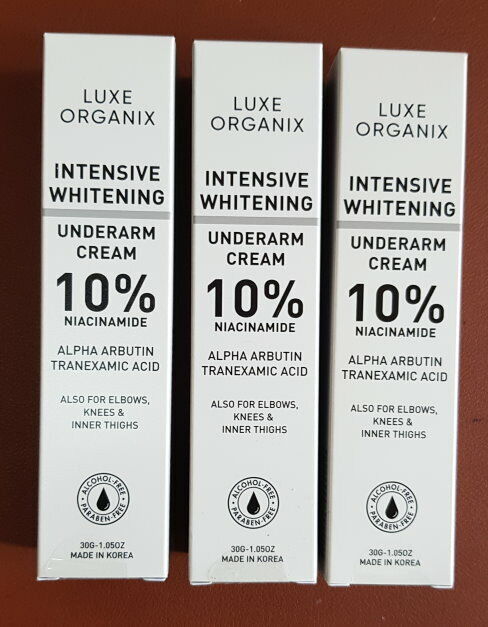 LUXE
ORGANIX
INTENSIVE
WHITENING
UNDERARM
CREAM
10%
NIACINAMIDE
ALPHA ARBUTIN
TRANEXAMIC ACID
ALSO FOR ELBOWS,
KNEES &
INNER THIGHS
ALCOHOL-FREE
PARABEN-FREE
30G-1.05OZ
MADE IN KOREA
LUXE
ORGANIX
INTENSIVE
WHITENING
UNDERARM
CREAM
10%
NIACINAMIDE
ALPHA ARBUTIN
TRANEXAMIC ACID
ALSO FOR ELBOWS,
KNEES &
INNER THIGHS
ALCOHOL-FREE
PARABEN-FREE
30G-1.05OZ
MADE IN KOREA
LUXE
ORGANIX
INTENSIVE
WHITENING
UNDERARM
CREAM
10%
NIACINAMIDE
ALPHA ARBUTIN
TRANEXAMIC ACID
ALSO FOR ELBOWS,
KNEES &
INNER THIGHS
ALCOHOL-FREE
PARABEN-FREE
30G-1.05OZ
MADE IN KOREA